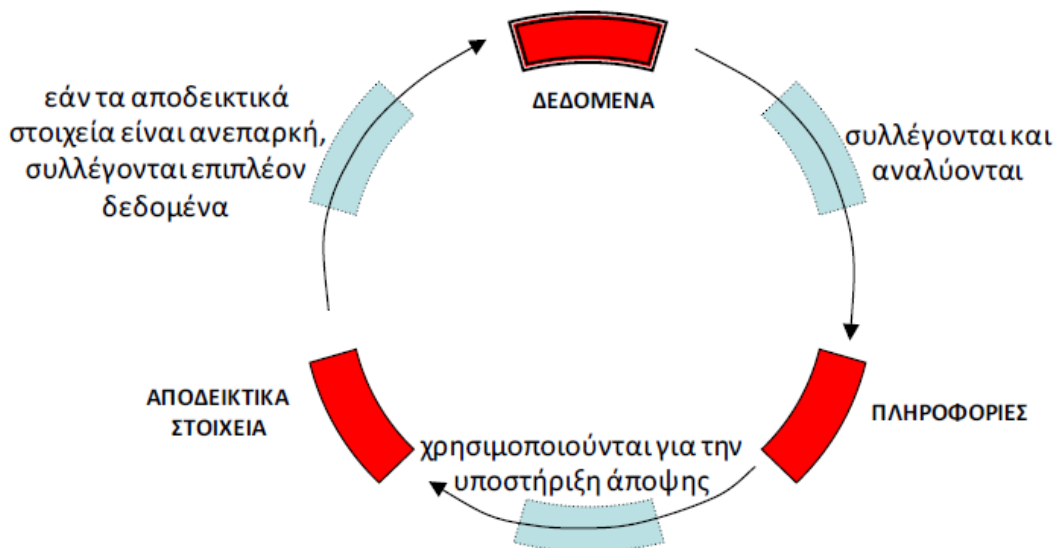 ΔΕΔΟΜΕΝΑ
συλλέγονται και
αναλύονται
ΠΛΗΡΟΦΟΡΙΕΣ
χρησιμοποιούνται για την
υποστήριξη άποψης
ΑΠΟΔΕΙΚΤΙΚΑ
ΣΤΟΙΧΕΙΑ
εάν τα αποδεικτικά
στοιχεία είναι ανεπαρκή,
συλλέγονται επιπλέον
δεδομένα